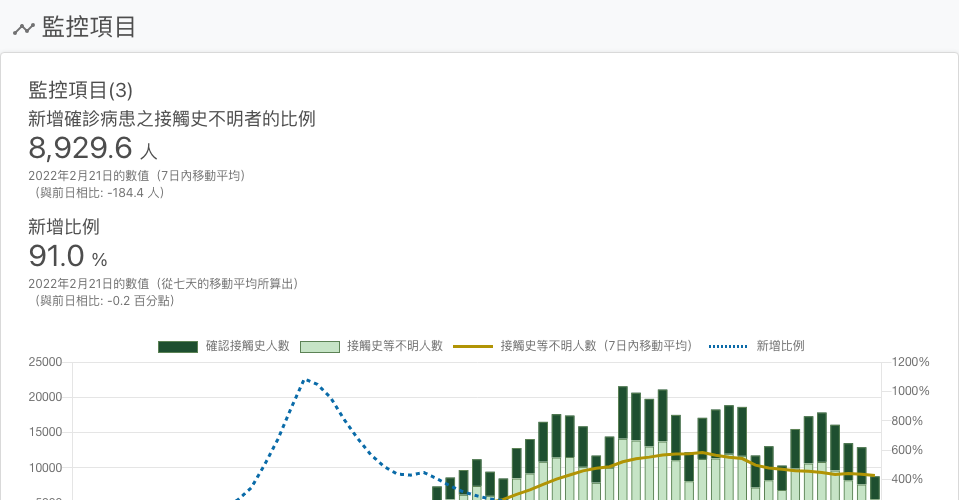 監控項目
監控項目(3)
新增確診病患之接觸史不明者的比例
8,929.6 人
2022年2月21日的數值（7日內移動平均）
（與前日相比: -184.4 人）
新增比例
91.0 %
2022年2月21日的數值（從七天的移動平均所算出）
（與前日相比: -0.2 百分點）
確認接觸史人數 接觸史等不明人數 接觸史等不明人數（7日內移動平均） 新增比例
25000 1200%
20000 1000%
15000 800%
10000 600%
400%